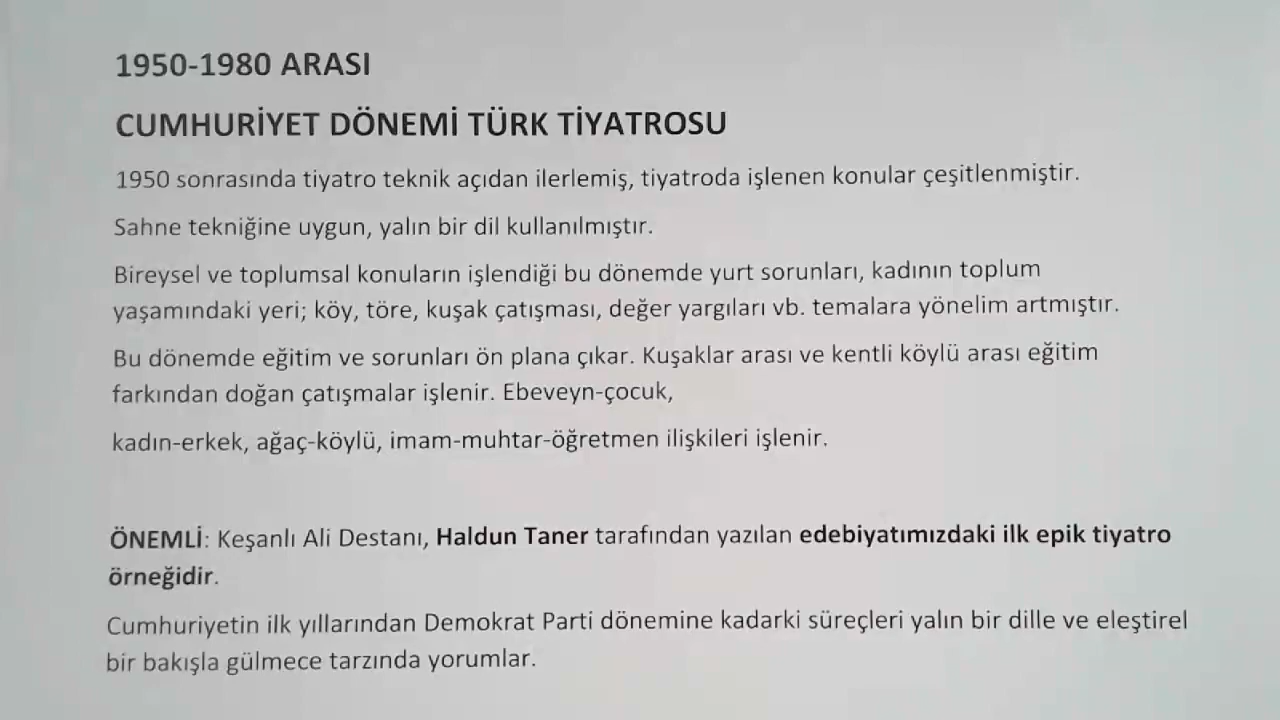 1950-1980 ARASI
CUMHURİYET DÖNEMİ TÜRK TİYATROSU
1950 sonrasında tiyatro teknik açıdan ilerlemiş, tiyatroda işlenen konular çeşitlenmiştir.
Sahne tekniğine uygun, yalın bir dil kullanılmıştır.
Bireysel ve toplumsal konuların işlendiği bu dönemde yurt sorunları, kadının toplum
yaşamındaki yeri; köy, töre, kuşak çatışması, değer yargıları vb. temalara yönelim artmıştır.
Bu dönemde eğitim ve sorunları ön plana çıkar. Kuşaklar arası ve kentli köylü arası eğitim
farkından doğan çatışmalar işlenir. Ebeveyn-çocuk,
kadın-erkek, ağaç-köylü, imam-muhtar-öğretmen ilişkileri işlenir.
ÖNEMLİ: Keşanlı Ali Destanı, Haldun Taner tarafından yazılan edebiyatımızdaki ilk epik tiyatro
örneğidir.
Cumhuriyetin ilk yıllarından Demokrat Parti dönemine kadarki süreçleri yalın bir dille ve eleştirel
bir bakışla gülmece tarzında yorumlar.